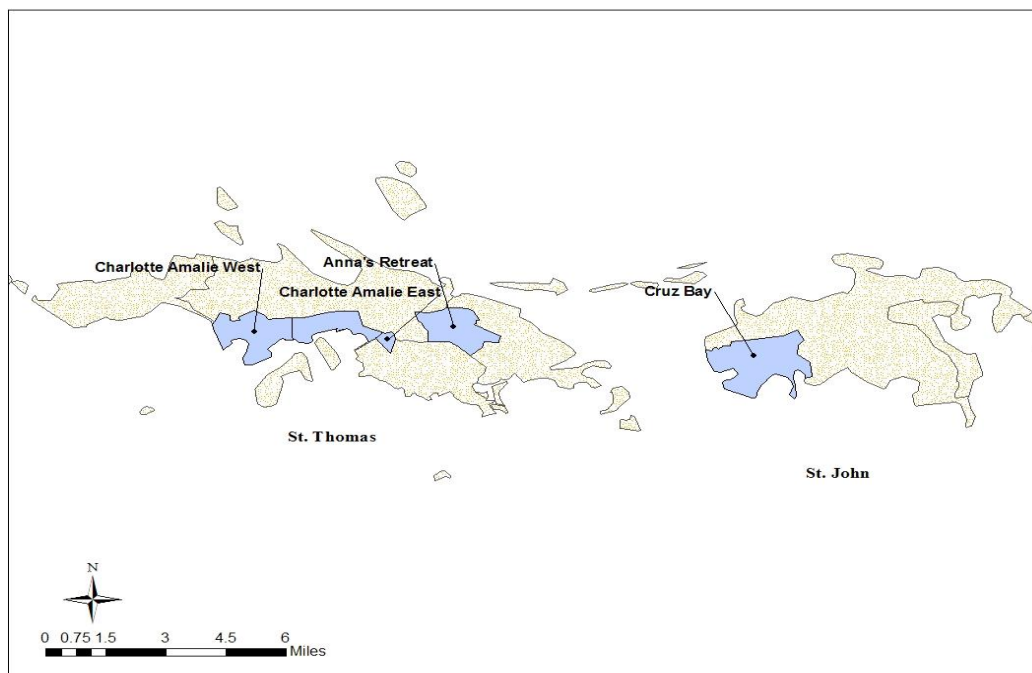 Anna's Retreat
Charlotte Amalie West
Charlotte Amalie East
Cruz Bay
St. Thomas
St. John
N
0 0.75 1.5 3 4.5 6
Miles